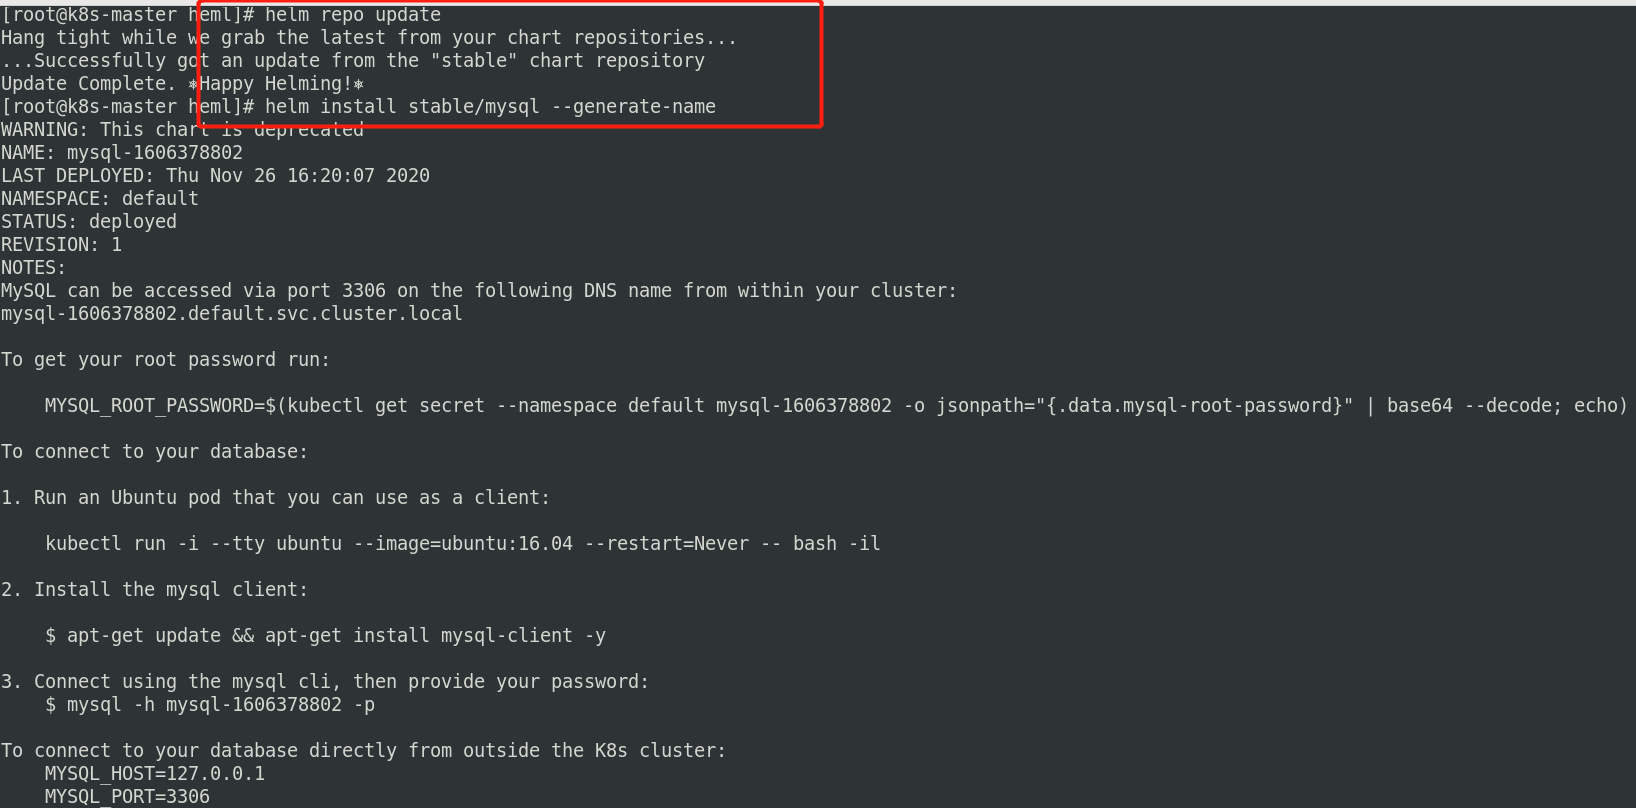 [root@k8s-master heml]# helm repo update
Hang tight while we grab the latest from your chart repositories...
...Successfully got an update from the "stable" chart repository
Update Complete. ⎈Happy Helming!⎈
[root@k8s-master heml]# helm install stable/mysql --generate-name
WARNING: This chart is deprecated
NAME: mysql-1606378802
LAST DEPLOYED: Thu Nov 26 16:20:07 2020
NAMESPACE: default
STATUS: deployed
REVISION: 1
NOTES:
MySQL can be accessed via port 3306 on the following DNS name from within your cluster:
mysql-1606378802.default.svc.cluster.local

To get your root password run:

    MYSQL_ROOT_PASSWORD=$(kubectl get secret --namespace default mysql-1606378802 -o jsonpath="{.data.mysql-root-password}" | base64 --decode; echo)

To connect to your database:

1. Run an Ubuntu pod that you can use as a client:

    kubectl run -i --tty ubuntu --image=ubuntu:16.04 --restart=Never -- bash -il

2. Install the mysql client:

    $ apt-get update && apt-get install mysql-client -y

3. Connect using the mysql cli, then provide your password:
    $ mysql -h mysql-1606378802 -p

To connect to your database directly from outside the K8s cluster:
    MYSQL_HOST=127.0.0.1
    MYSQL_PORT=3306